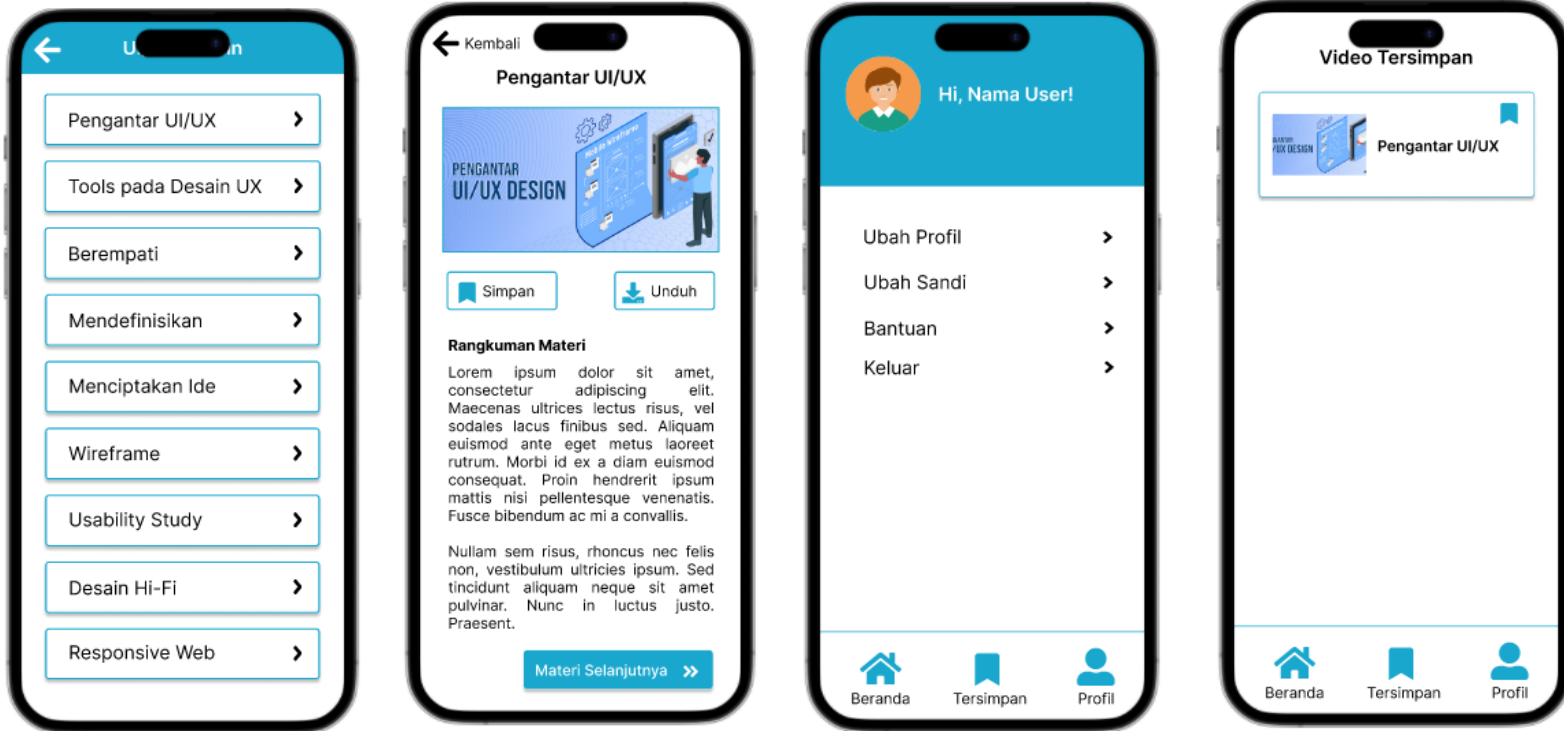 Pengantar UI/UX
Tools pada Desain UX
Berempati
Mendefinisikan
Menciptakan Ide
Wireframe
Usability Study
Desain Hi-Fi
Responsive Web
Kembali
Pengantar UI/UX
PENGANTAR
UI/UX DESIGN
Mobile wireframe
Simpan
Unduh
Rangkuman Materi
Lorem ipsum dolor sit amet,
consectetur adipiscing elit.
Maecenas ultrices lectus risus, vel
sodales lacus finibus sed. Aliquam
euismod ante eget metus laoreet
rutrum. Morbi id ex a diam euismod
consequat. Proin hendrerit ipsum
mattis nisi pellentesque venenatis.
Fusce bibendum ac mi a convallis.
Nullam sem risus, rhoncus nec felis
non, vestibulum ultricies ipsum. Sed
tincidunt aliquam neque sit amet
pulvinar. Nunc in luctus justo.
Praesent.
Materi Selanjutnya
Hi, Nama User!
Ubah Profil
Ubah Sandi
Bantuan
Keluar
Beranda Tersimpan Profil
Video Tersimpan
Pengantar UI/UX
Beranda Tersimpan Profil